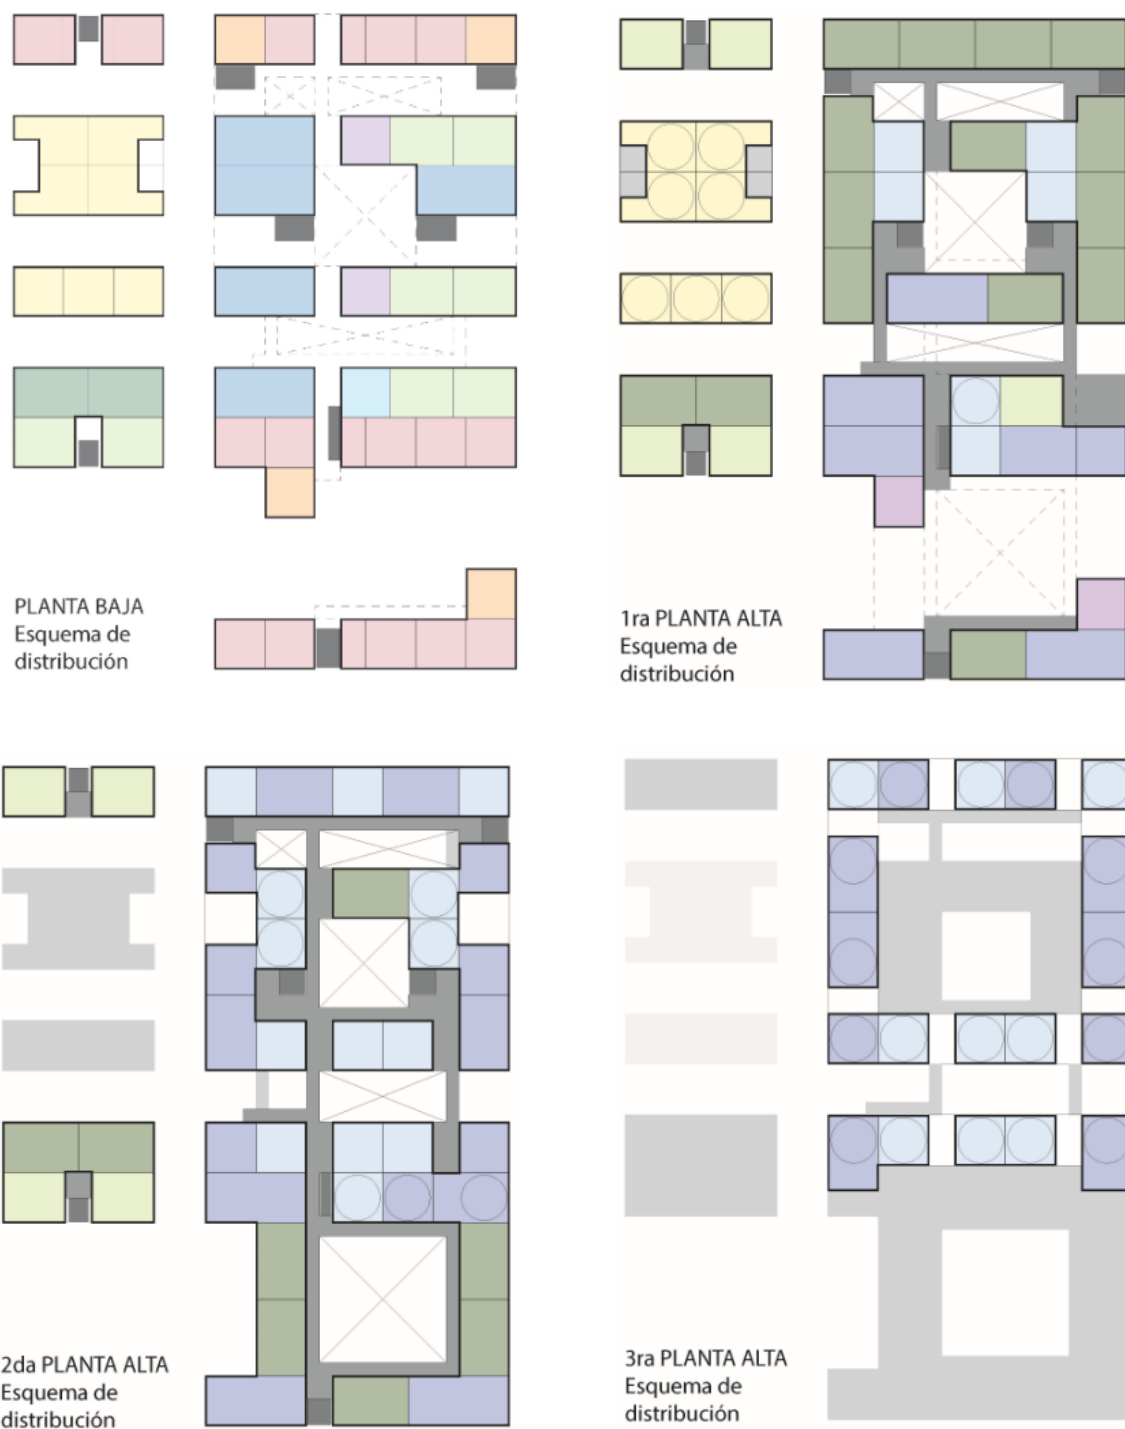 PLANTA BAJA
Esquema de
distribución
1ra PLANTA ALTA
Esquema de
distribución
2da PLANTA ALTA
Esquema de
distribución
3ra PLANTA ALTA
Esquema de
distribución